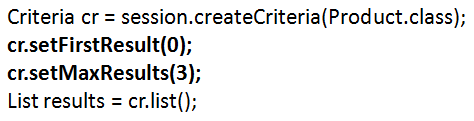 Criteria cr = session.createCriteria(Product.class);
cr.setFirstResult(0);
cr.setMaxResults(3);
List results = cr.list();